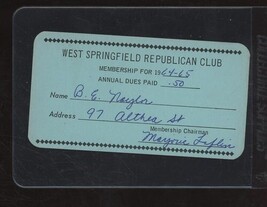 WEST SPRINGFIELD REPUBLICAN CLUB
MEMBERSHIP FOR 1964-65
ANNUAL DUES PAID .50
Name B. E. Naylor
Address 97 Althea St
Membership Chairman
Marjorie